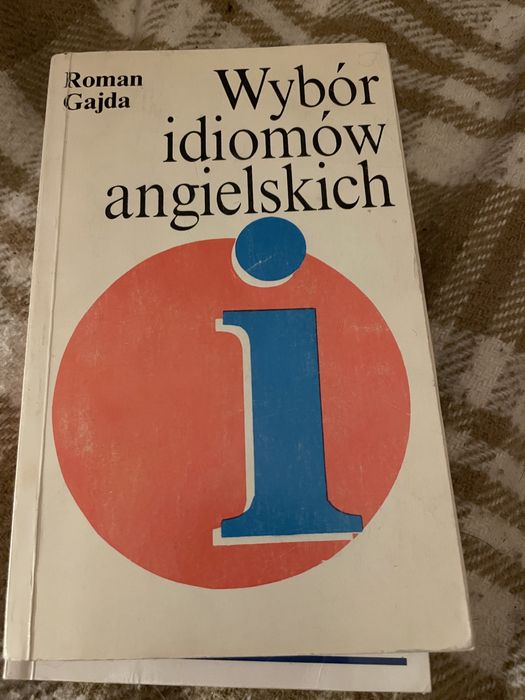 Roman
Gajda
Wybór
idiomów
angielskich
i